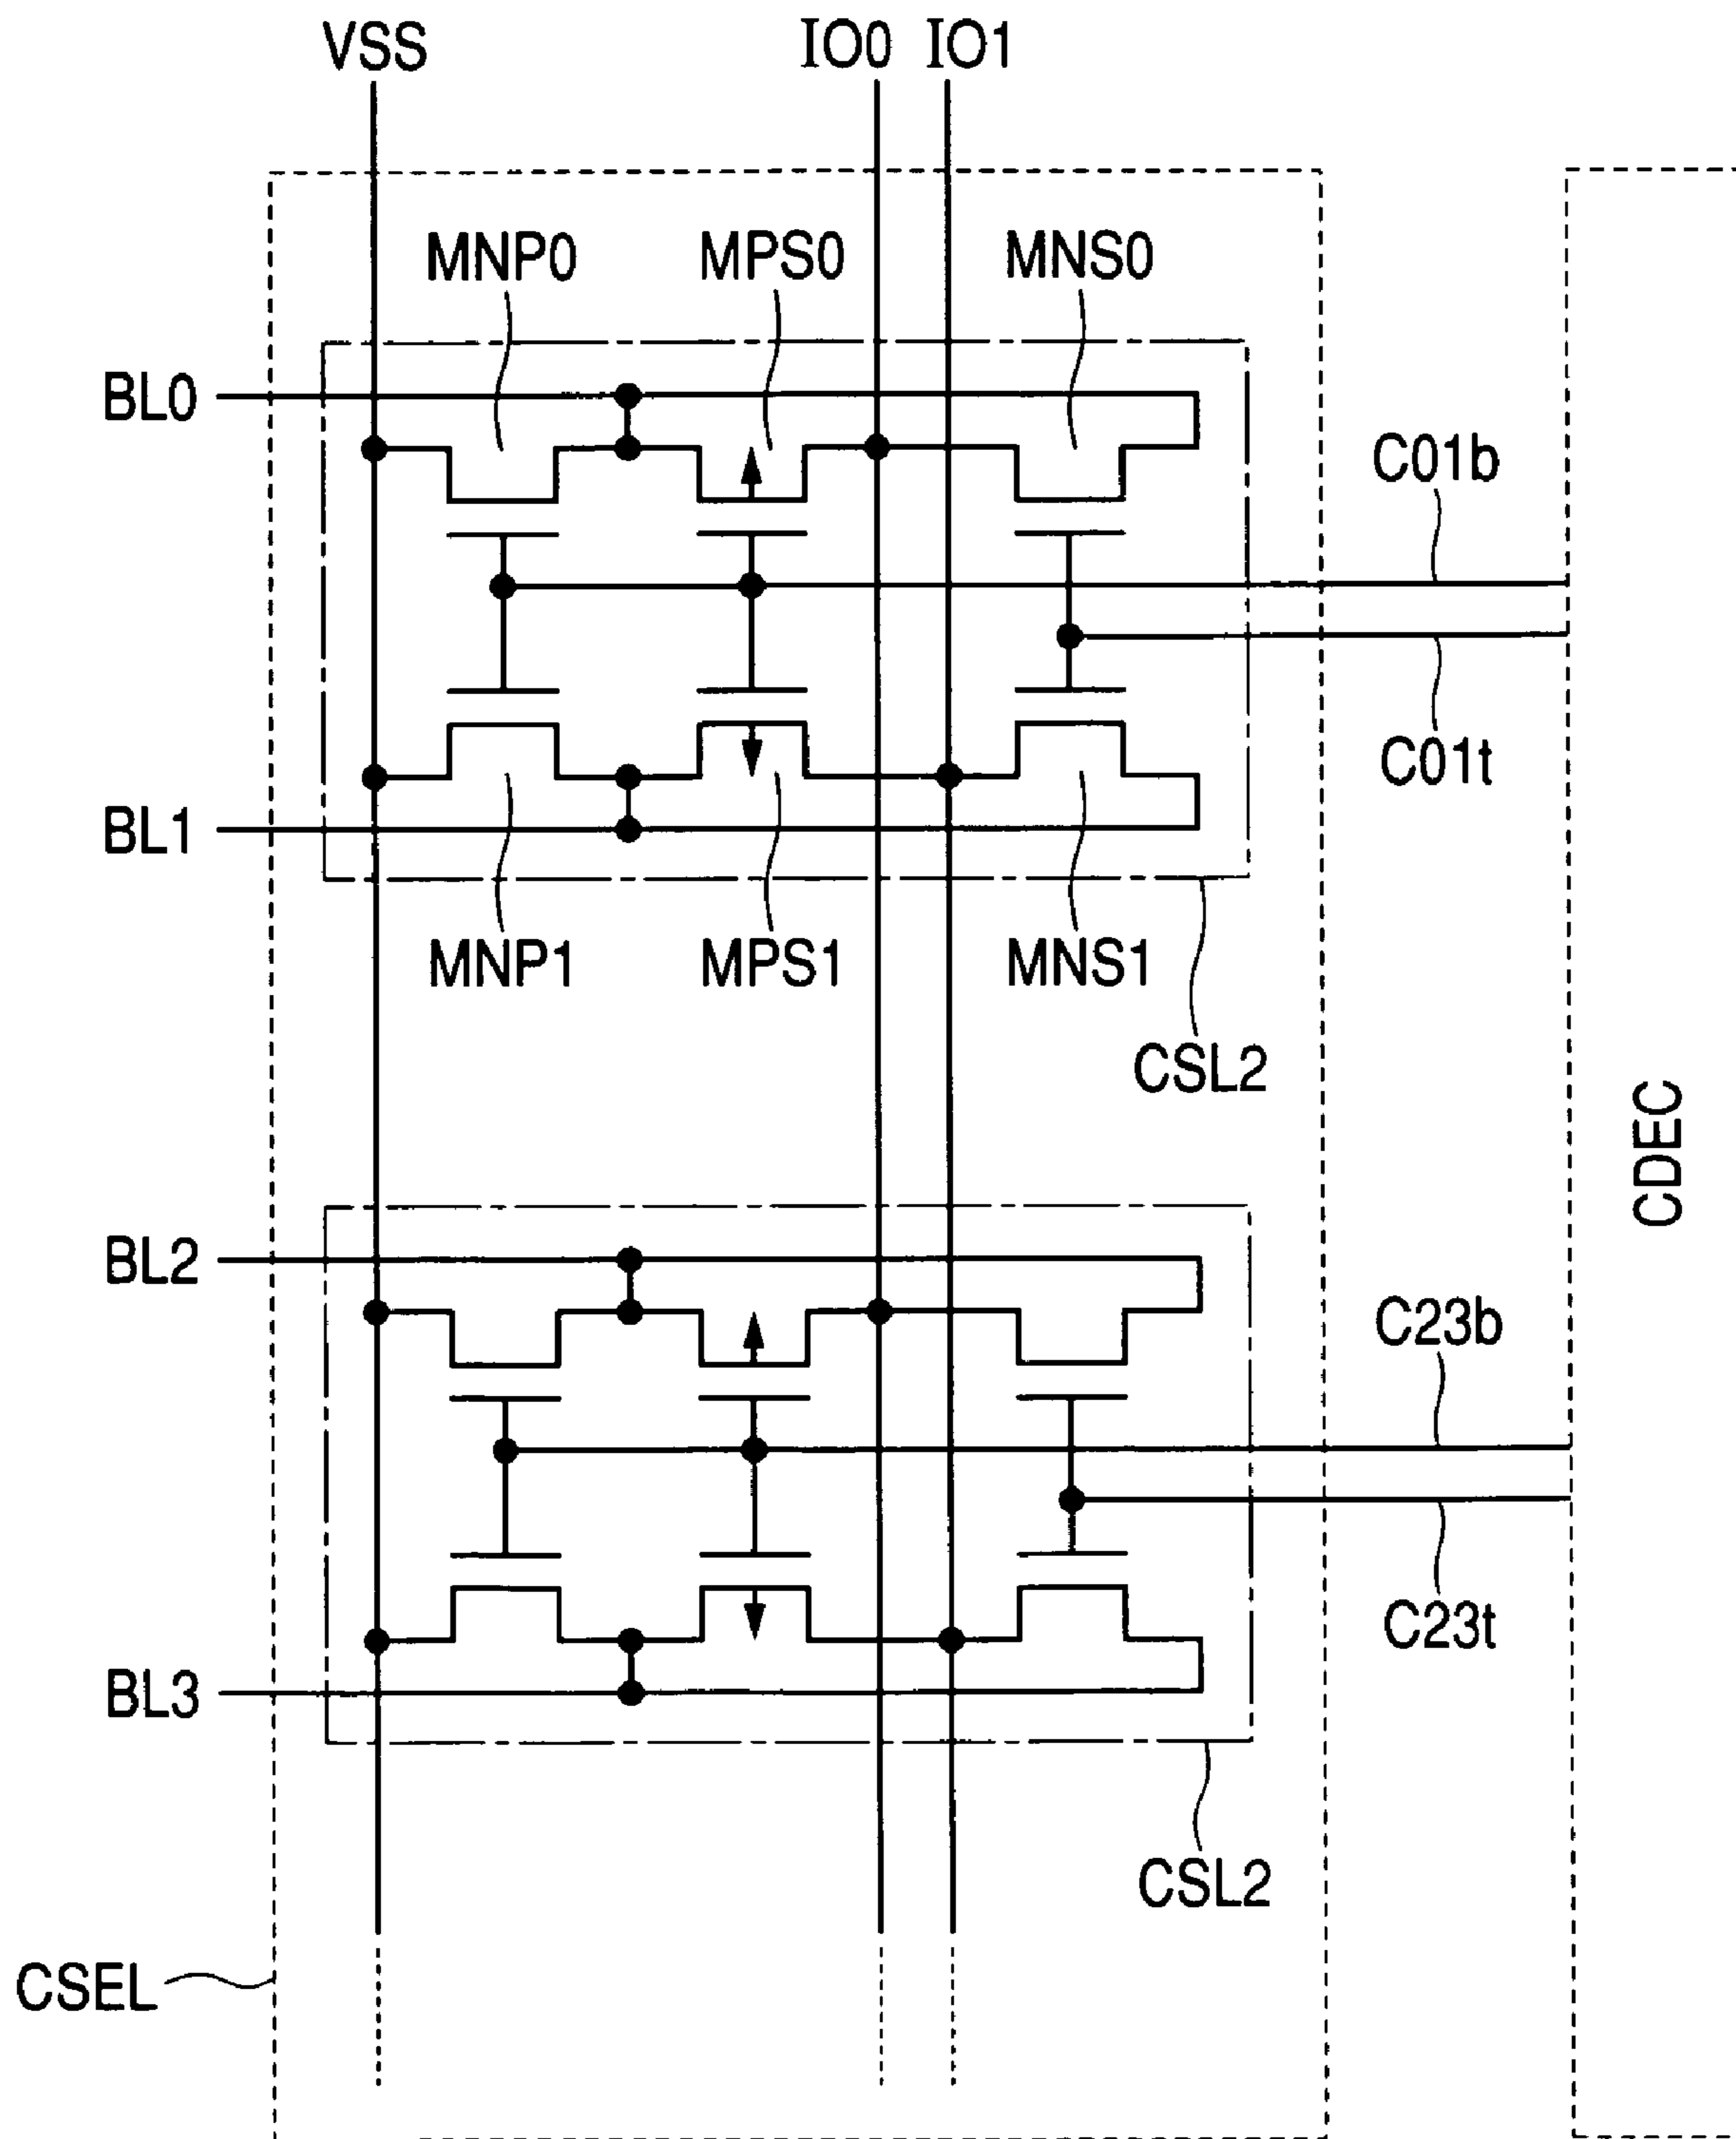 VSS
IO0 IO1
MNP0
MPS0
MNS0
BL0
C01b
C01t
BL1
MNP1
MPS1
MNS1
CSL2
CDEC
BL2
C23b
C23t
BL3
CSL2
CSEL